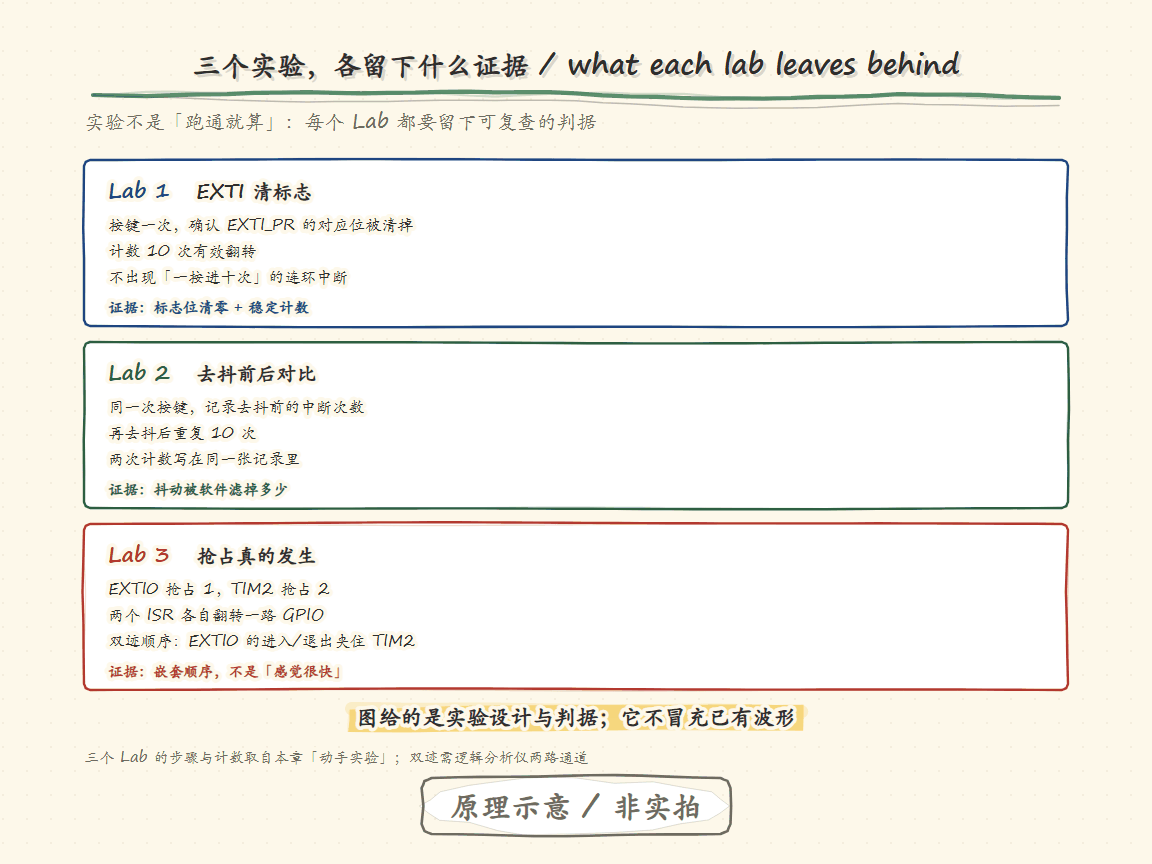 三个实验，各留下什么证据 / what each lab leaves behind
实验不是「跑通就算」：每个 Lab 都要留下可复查的判据
Lab 1 EXTI 清标志
按键一次，确认 EXTI_PR 的对应位被清掉
计数 10 次有效翻转
不出现「一按进十次」的连环中断
证据：标志位清零 + 稳定计数
Lab 2 去抖前后对比
同一次按键，记录去抖前的中断次数
再去抖后重复 10 次
两次计数写在同一张记录里
证据：抖动被软件滤掉多少
Lab 3 抢占真的发生
EXTI0 抢占 1，TIM2 抢占 2
两个 ISR 各自翻转一路 GPIO
双迹顺序：EXTI0 的进入/退出夹住 TIM2
证据：嵌套顺序，不是「感觉很快」
图给的是实验设计与判据；它不冒充已有波形
三个 Lab 的步骤与计数取自本章「动手实验」；双迹需逻辑分析仪两路通道
原理示意 / 非实拍